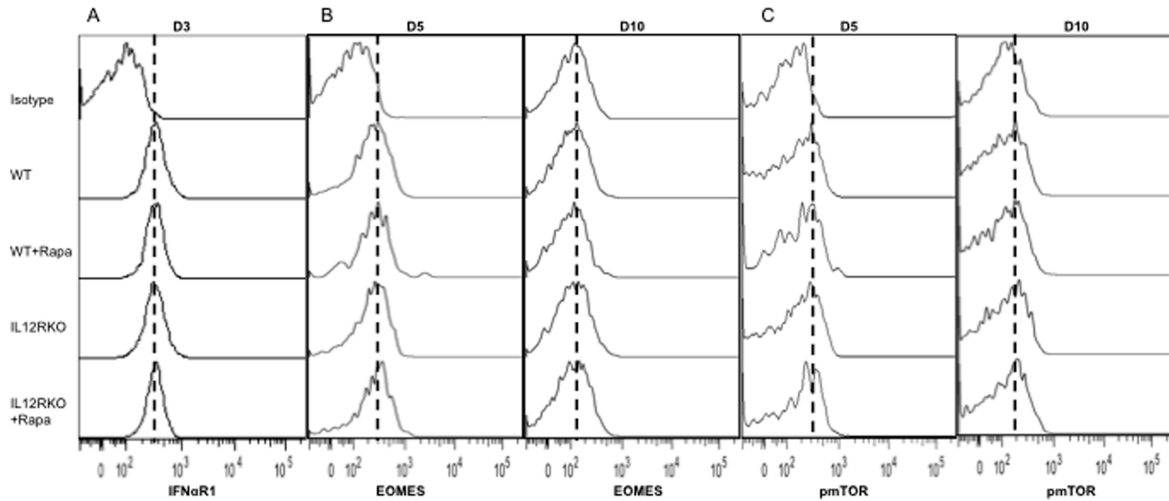 A B C
D3 D5 D10 D5 D10
Isotype
WT
WT+Rapa
IL12RKO
IL12RKO
+Rapa
0 10² 10³ 10⁴ 10⁵ 0 10² 10³ 10⁴ 10⁵ 0 10² 10³ 10⁴ 10⁵ 0 10² 10³ 10⁴ 10⁵ 0 10² 10³ 10⁴ 10⁵
IFNαR1 EOMES EOMES pmTOR pmTOR